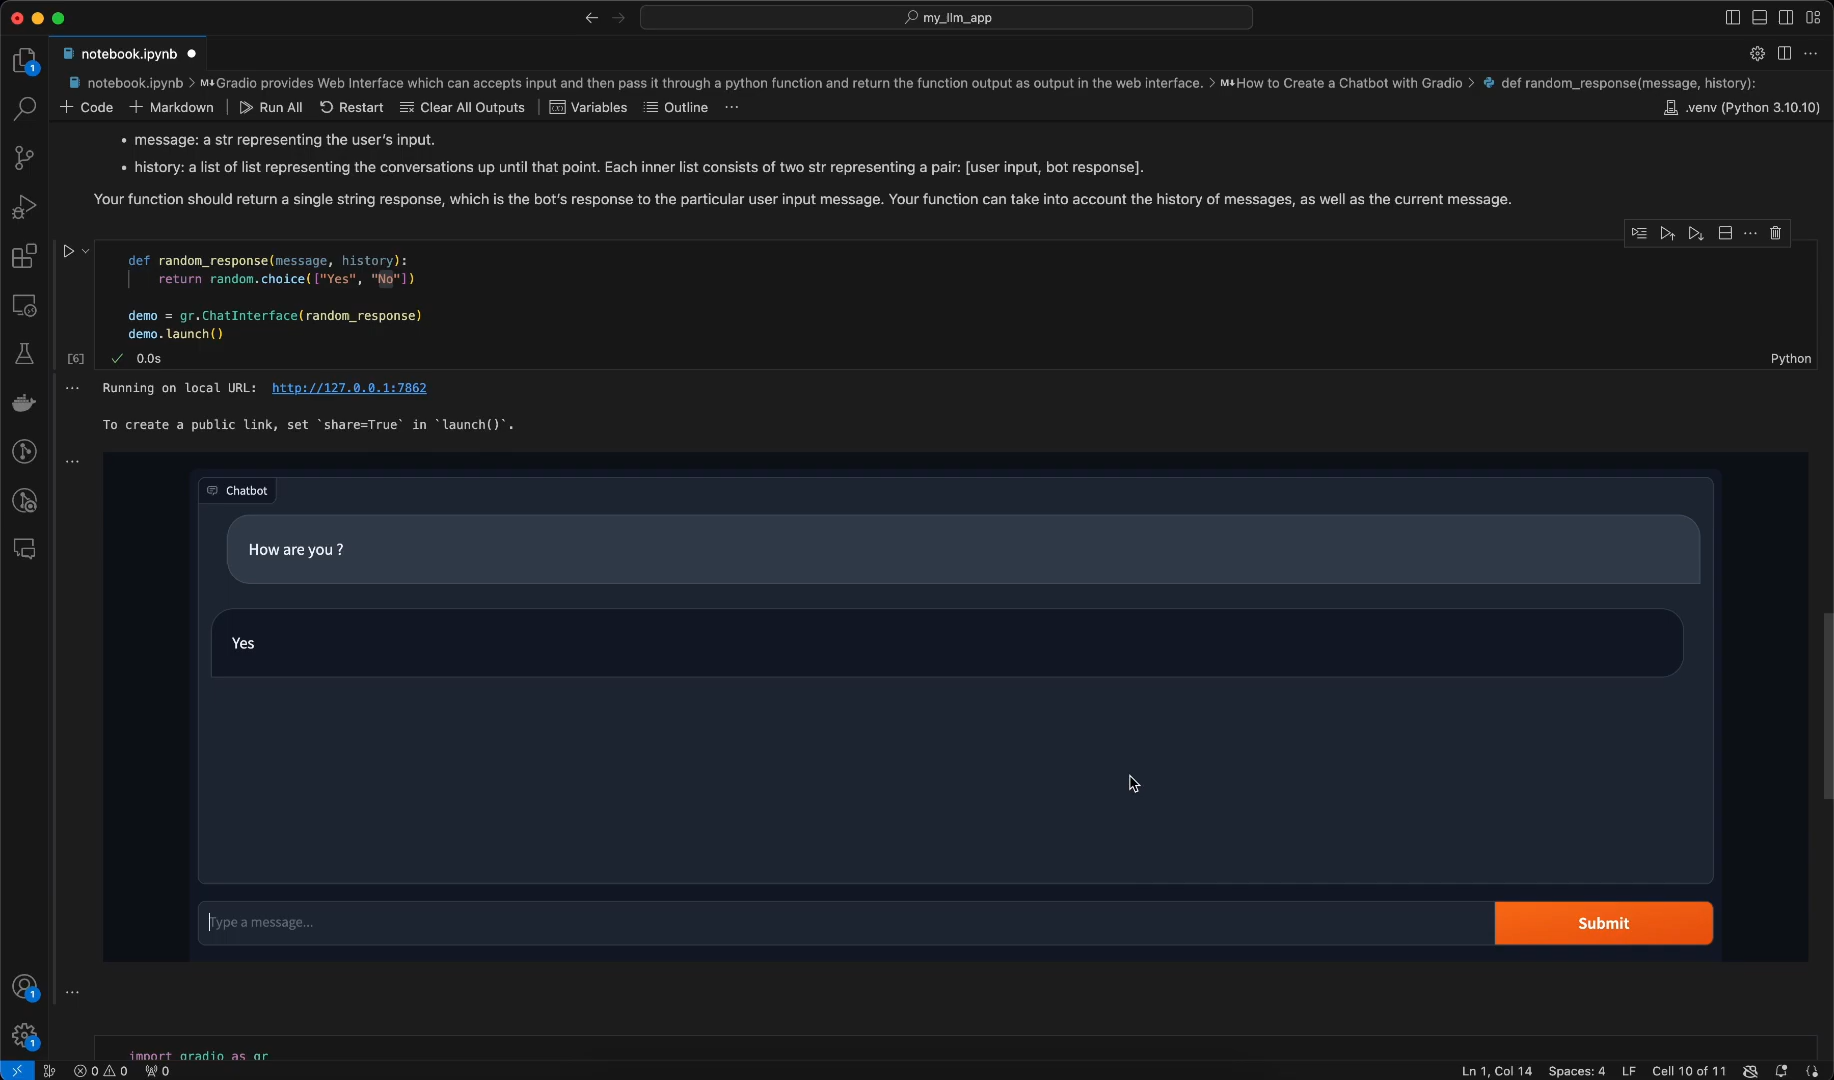 my_llm_app
notebook.ipynb
notebook.ipynb > M↓Gradio provides Web Interface which can accepts input and then pass it through a python function and return the function output as output in the web interface. > M↓How to Create a Chatbot with Gradio > def random_response(message, history):
+ Code + Markdown Run All Restart Clear All Outputs Variables Outline ... .venv (Python 3.10.10)
• message: a str representing the user's input.
• history: a list of list representing the conversations up until that point. Each inner list consists of two str representing a pair: [user input, bot response].
Your function should return a single string response, which is the bot's response to the particular user input message. Your function can take into account the history of messages, as well as the current message.
def random_response(message, history):
return random.choice(["Yes", "No"])
demo = gr.ChatInterface(random_response)
demo.launch()
[6] ✓ 0.0s Python
Running on local URL: http://127.0.0.1:7862
To create a public link, set `share=True` in `launch()`.
Chatbot
How are you ?
Yes
Type a message...
Submit
import gradio as gr
1
1
1
0 0 0 Ln 1, Col 14 Spaces: 4 LF Cell 10 of 11